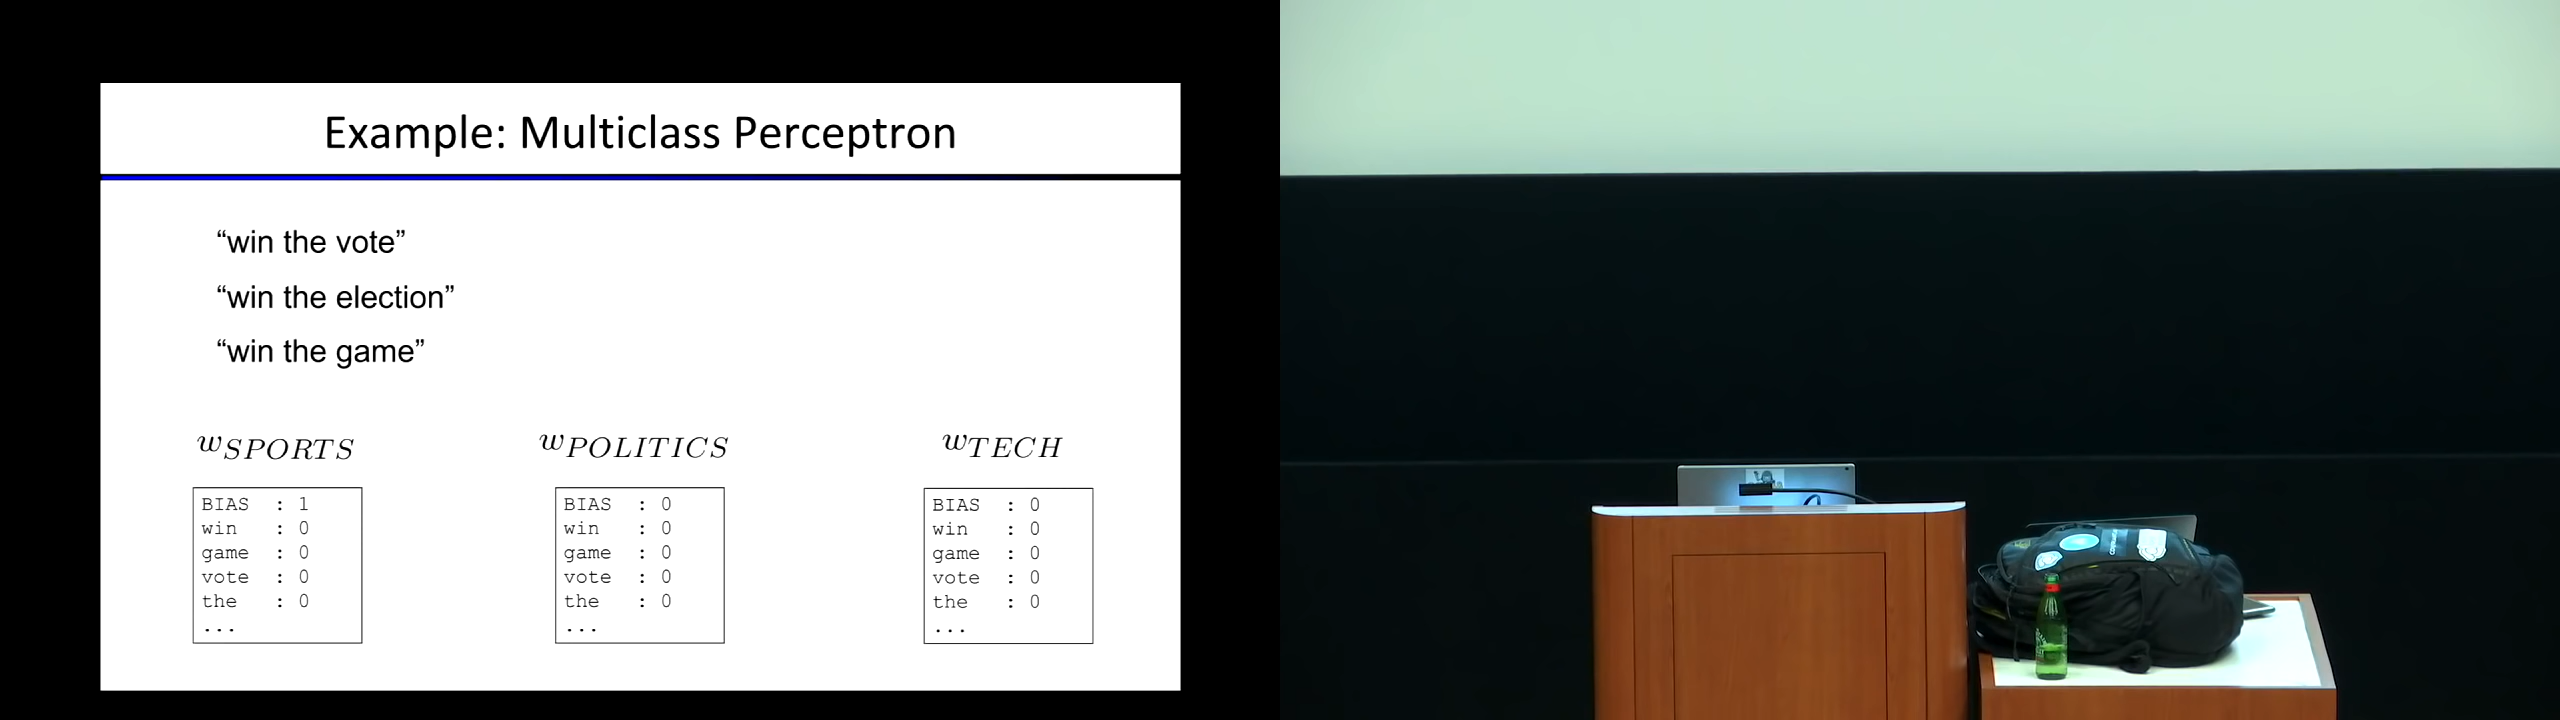 Example: Multiclass Perceptron
“win the vote”
“win the election”
“win the game”
wSPORTS
BIAS : 1
win : 0
game : 0
vote : 0
the : 0
...
wPOLITICS
BIAS : 0
win : 0
game : 0
vote : 0
the : 0
...
wTECH
BIAS : 0
win : 0
game : 0
vote : 0
the : 0
...